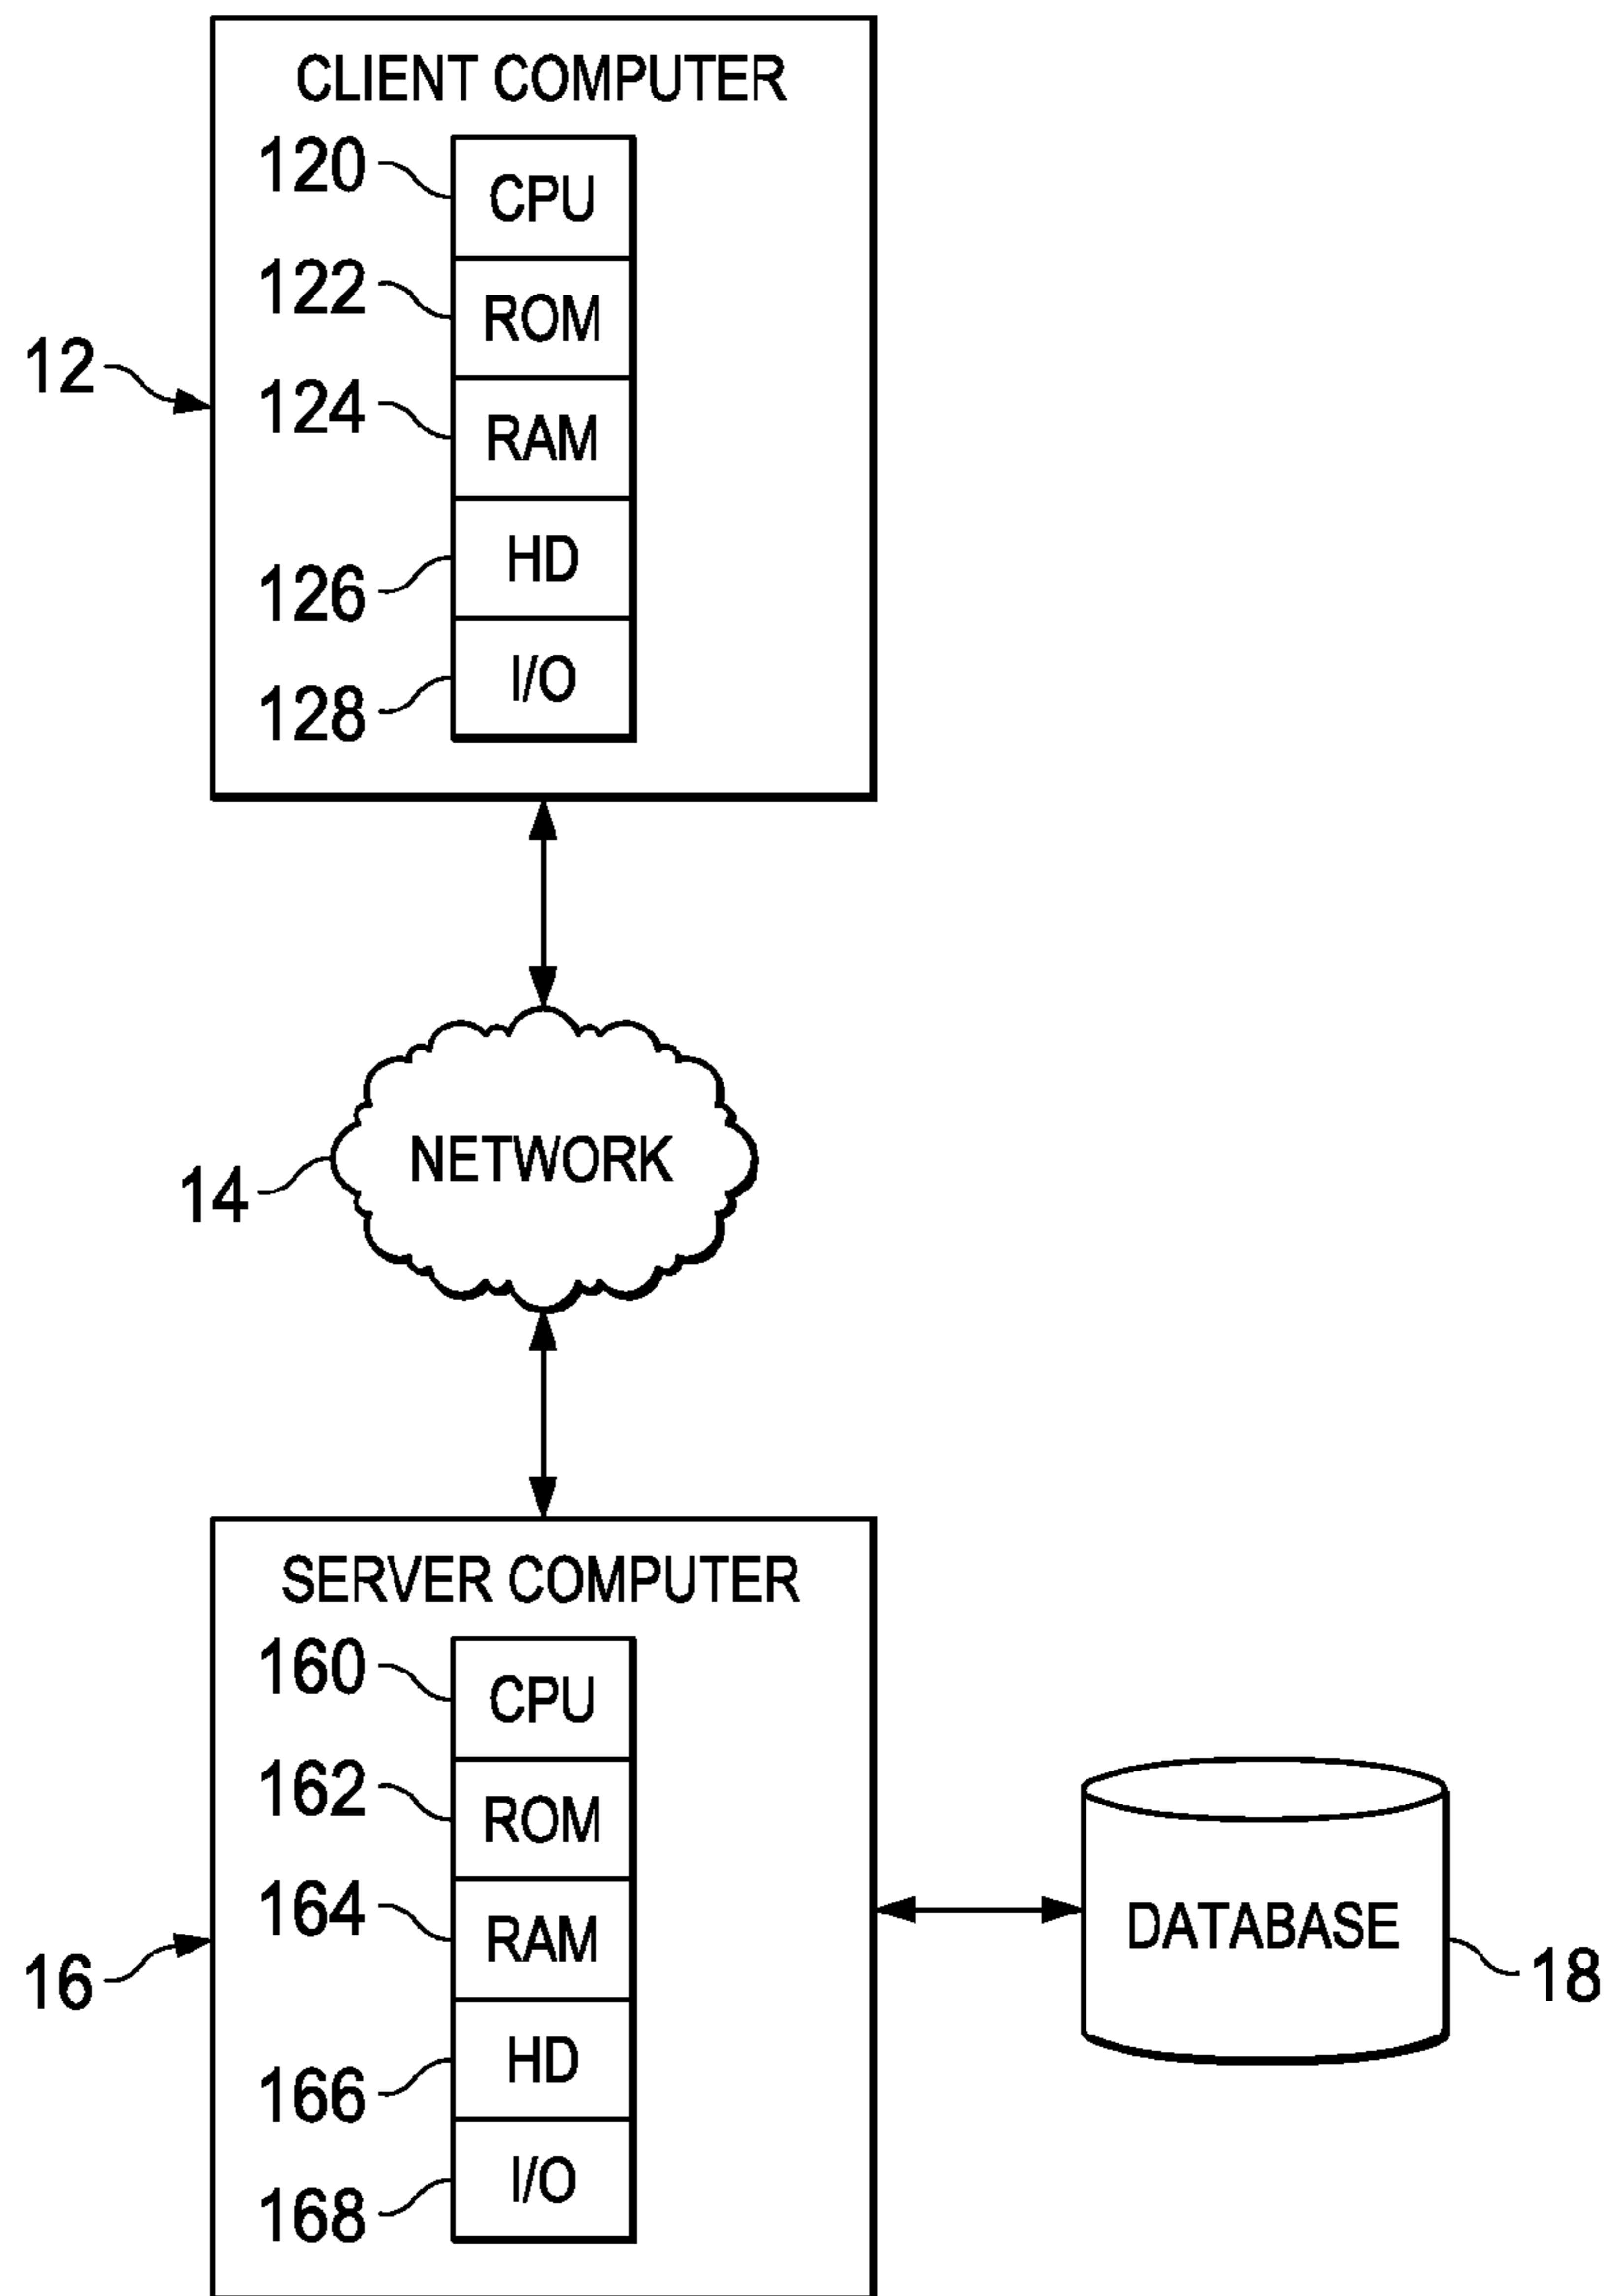 CLIENT COMPUTER
120 CPU
122 ROM
12
124 RAM
126 HD
128 I/O
NETWORK
14
SERVER COMPUTER
160 CPU
162 ROM
164 RAM
16
DATABASE
18
166 HD
168 I/O